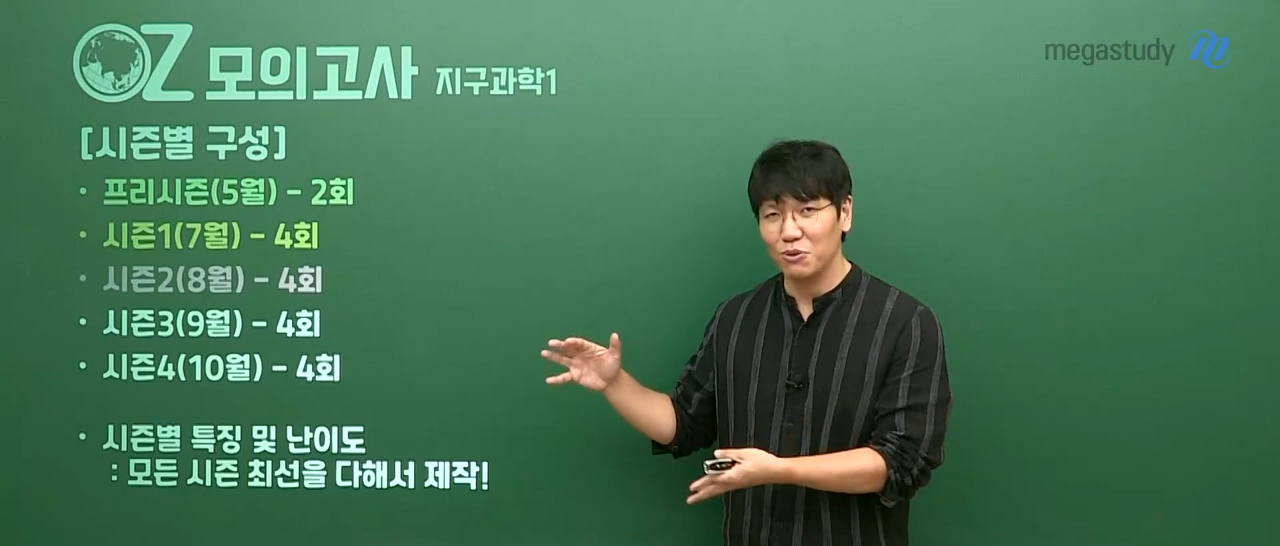 OZ 모의고사 지구과학1
megastudy
[시즌별 구성]
• 프리시즌(5월) - 2회
• 시즌1(7월) - 4회
• 시즌2(8월) - 4회
• 시즌3(9월) - 4회
• 시즌4(10월) - 4회
• 시즌별 특징 및 난이도
: 모든 시즌 최선을 다해서 제작!